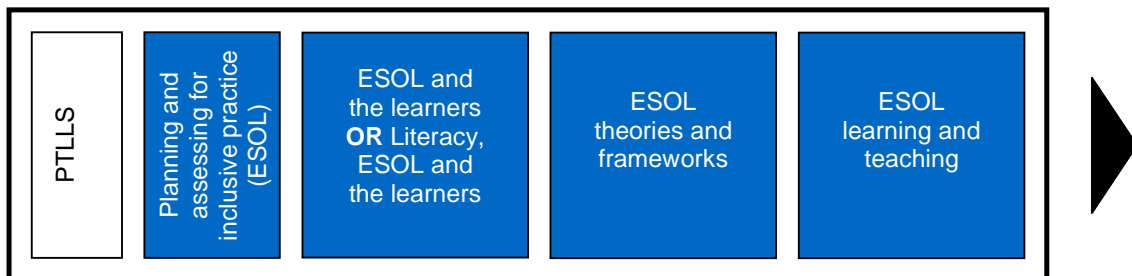 PTLLS
Planning and
assessing for
inclusive practice
(ESOL)
ESOL and
the learners
OR Literacy,
ESOL and
the learners
ESOL
theories and
frameworks
ESOL
learning and
teaching